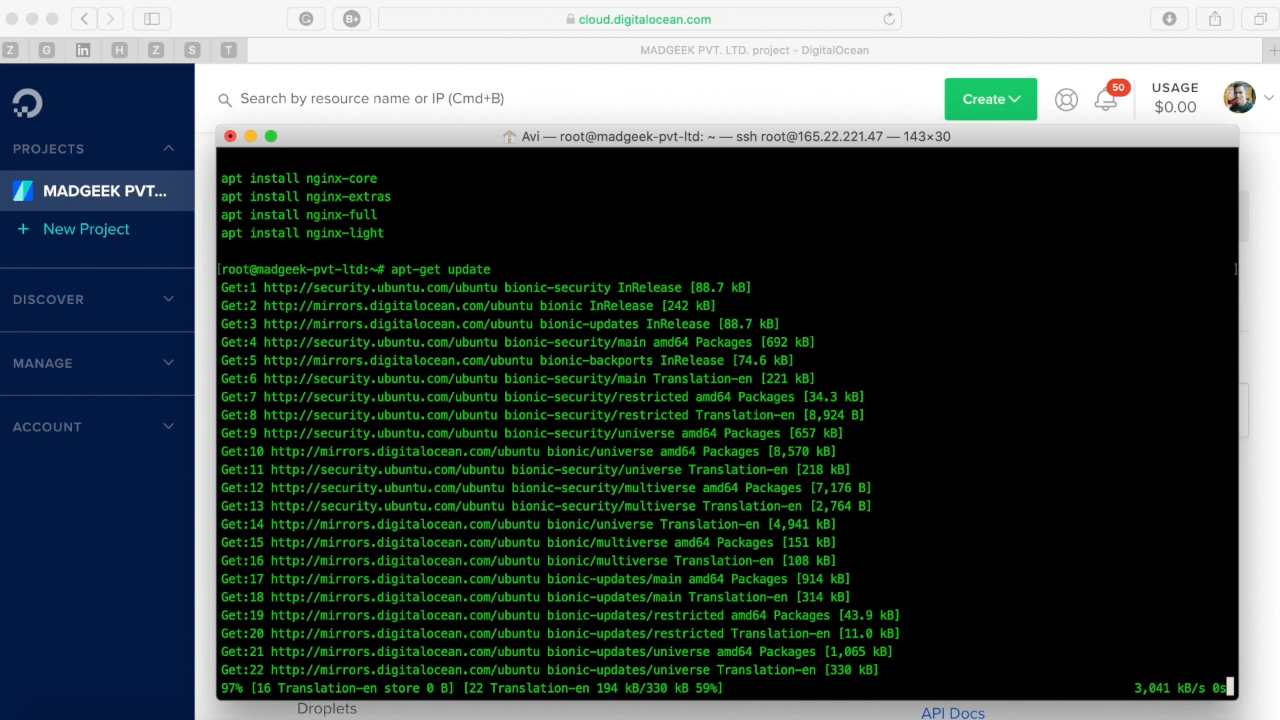 cloud.digitalocean.com
Z G in H Z S T MADGEEK PVT. LTD. project - DigitalOcean
Search by resource name or IP (Cmd+B)
Create
50
USAGE
$0.00
PROJECTS
MADGEEK PVT...
+ New Project
DISCOVER
MANAGE
ACCOUNT
Avi — root@madgeek-pvt-ltd: ~ — ssh root@165.22.221.47 — 143×30
apt install nginx-core
apt install nginx-extras
apt install nginx-full
apt install nginx-light
[root@madgeek-pvt-ltd:~# apt-get update ]
Get:1 http://security.ubuntu.com/ubuntu bionic-security InRelease [88.7 kB]
Get:2 http://mirrors.digitalocean.com/ubuntu bionic InRelease [242 kB]
Get:3 http://mirrors.digitalocean.com/ubuntu bionic-updates InRelease [88.7 kB]
Get:4 http://security.ubuntu.com/ubuntu bionic-security/main amd64 Packages [692 kB]
Get:5 http://mirrors.digitalocean.com/ubuntu bionic-backports InRelease [74.6 kB]
Get:6 http://security.ubuntu.com/ubuntu bionic-security/main Translation-en [221 kB]
Get:7 http://security.ubuntu.com/ubuntu bionic-security/restricted amd64 Packages [34.3 kB]
Get:8 http://security.ubuntu.com/ubuntu bionic-security/restricted Translation-en [8,924 B]
Get:9 http://security.ubuntu.com/ubuntu bionic-security/universe amd64 Packages [657 kB]
Get:10 http://mirrors.digitalocean.com/ubuntu bionic/universe amd64 Packages [8,570 kB]
Get:11 http://security.ubuntu.com/ubuntu bionic-security/universe Translation-en [218 kB]
Get:12 http://security.ubuntu.com/ubuntu bionic-security/multiverse amd64 Packages [7,176 B]
Get:13 http://security.ubuntu.com/ubuntu bionic-security/multiverse Translation-en [2,764 B]
Get:14 http://mirrors.digitalocean.com/ubuntu bionic/universe Translation-en [4,941 kB]
Get:15 http://mirrors.digitalocean.com/ubuntu bionic/multiverse amd64 Packages [151 kB]
Get:16 http://mirrors.digitalocean.com/ubuntu bionic/multiverse Translation-en [108 kB]
Get:17 http://mirrors.digitalocean.com/ubuntu bionic-updates/main amd64 Packages [914 kB]
Get:18 http://mirrors.digitalocean.com/ubuntu bionic-updates/main Translation-en [314 kB]
Get:19 http://mirrors.digitalocean.com/ubuntu bionic-updates/restricted amd64 Packages [43.9 kB]
Get:20 http://mirrors.digitalocean.com/ubuntu bionic-updates/restricted Translation-en [11.0 kB]
Get:21 http://mirrors.digitalocean.com/ubuntu bionic-updates/universe amd64 Packages [1,065 kB]
Get:22 http://mirrors.digitalocean.com/ubuntu bionic-updates/universe Translation-en [330 kB]
97% [16 Translation-en store 0 B] [22 Translation-en 194 kB/330 kB 59%] 3,041 kB/s 0s
Droplets
API Docs